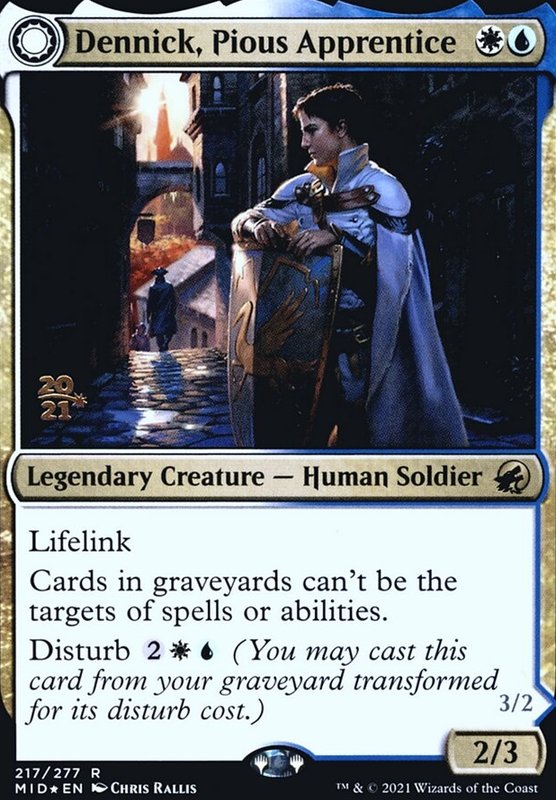 Dennick, Pious Apprentice
20
21
Legendary Creature — Human Soldier
Lifelink
Cards in graveyards can't be the
targets of spells or abilities.
Disturb 2 (You may cast this
card from your graveyard transformed
for its disturb cost.)
3/2
2/3
217/277 R
MID★EN Chris Rallis
™ & © 2021 Wizards of the Coast